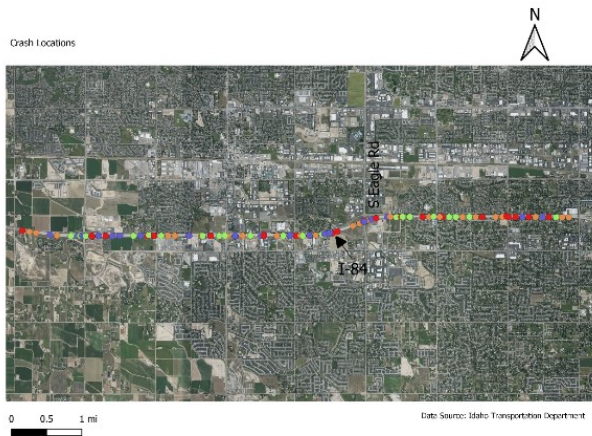 N
Crash Locations
S Eagle Rd
I-84
0 0.5 1 mi
Data Source: Idaho Transportation Department